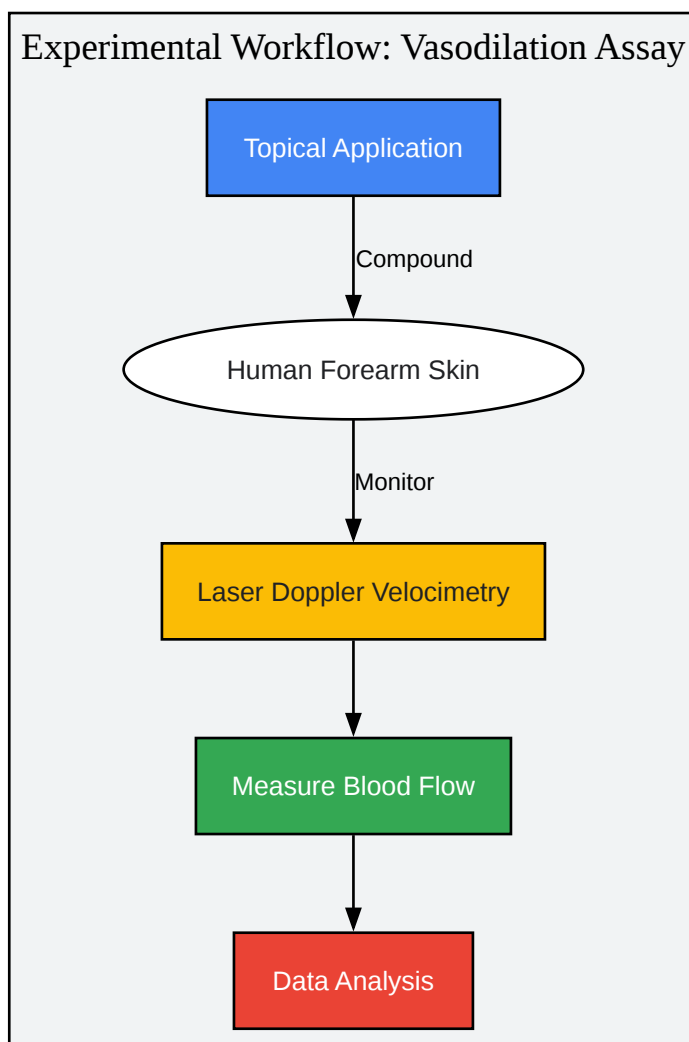 Experimental Workflow: Vasodilation Assay
Topical Application
Compound
Human Forearm Skin
Monitor
Laser Doppler Velocimetry
Measure Blood Flow
Data Analysis